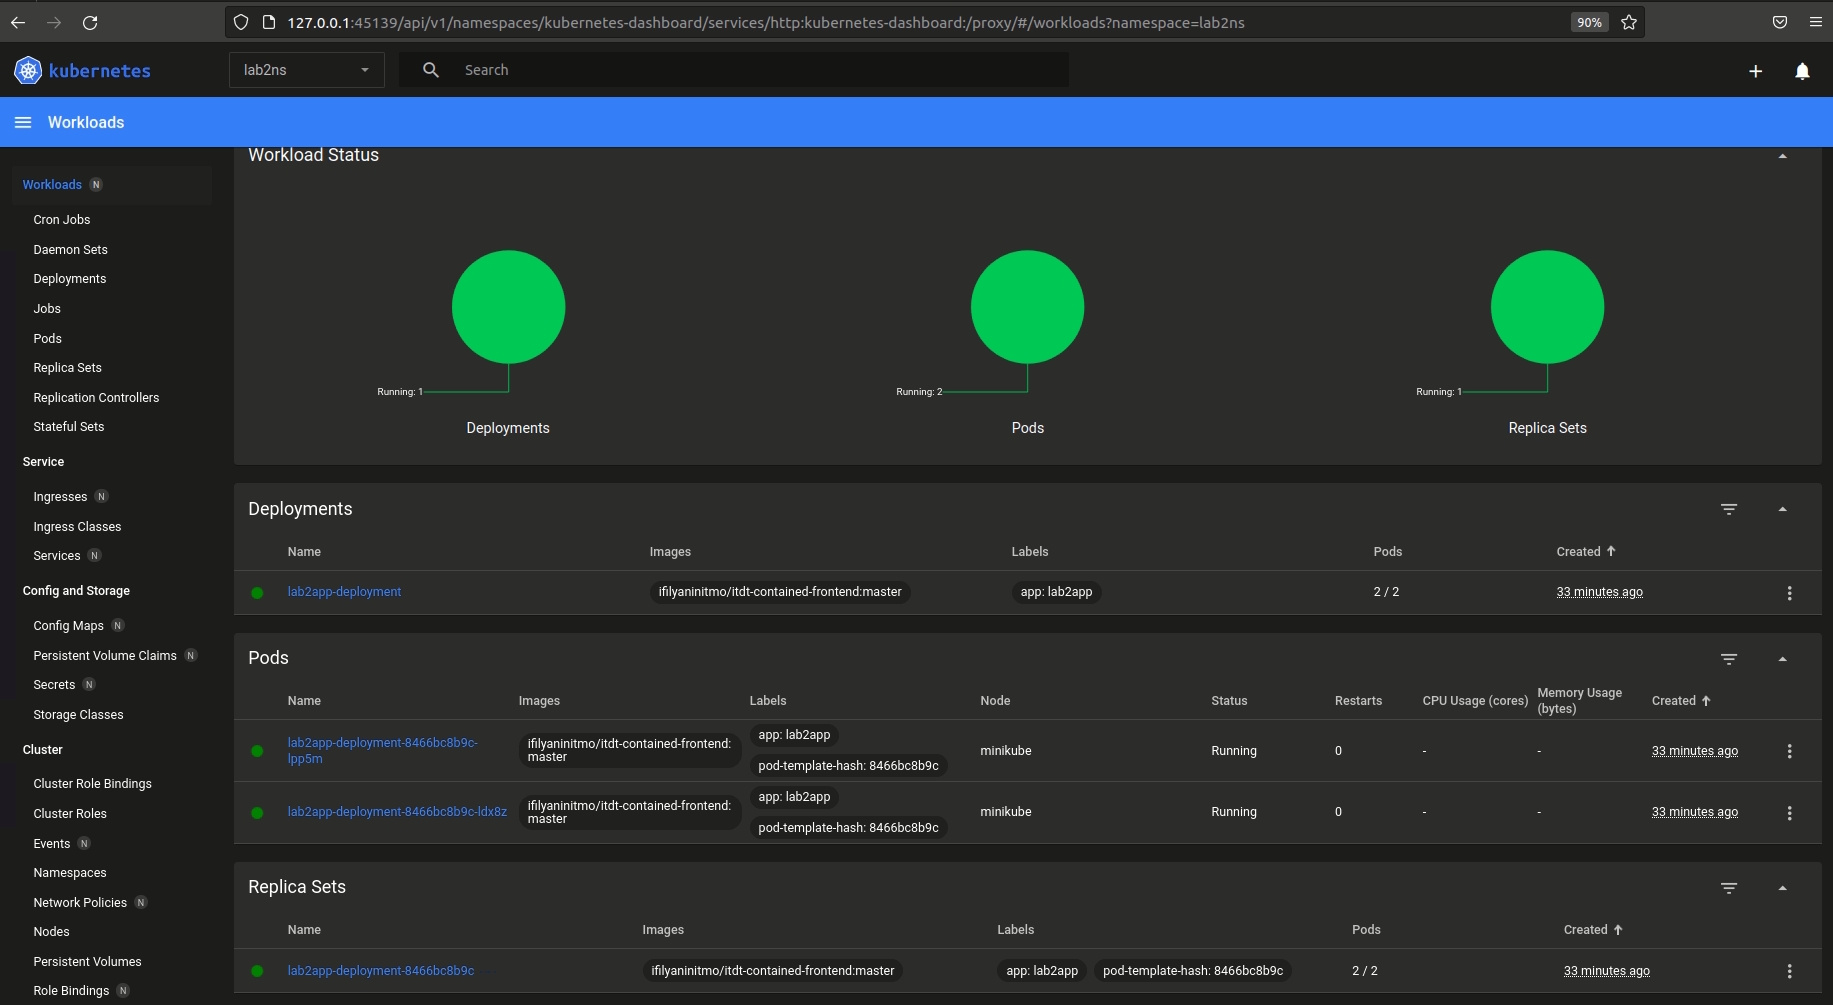 127.0.0.1:45139/api/v1/namespaces/kubernetes-dashboard/services/http:kubernetes-dashboard:/proxy/#/workloads?namespace=lab2ns
90%
kubernetes
lab2ns
Search
Workloads
Workloads N
Cron Jobs
Daemon Sets
Deployments
Jobs
Pods
Replica Sets
Replication Controllers
Stateful Sets
Service
Ingresses N
Ingress Classes
Services N
Config and Storage
Config Maps N
Persistent Volume Claims N
Secrets N
Storage Classes
Cluster
Cluster Role Bindings
Cluster Roles
Events N
Namespaces
Network Policies N
Nodes
Persistent Volumes
Role Bindings N
Workload Status
Running: 1
Deployments
Running: 2
Pods
Running: 1
Replica Sets
Deployments
Name Images Labels Pods Created
lab2app-deployment ifilyaninitmo/itdt-contained-frontend:master app: lab2app 2 / 2 33 minutes ago
Pods
Name Images Labels Node Status Restarts CPU Usage (cores) Memory Usage
(bytes) Created
lab2app-deployment-8466bc8b9c-
lpp5m
ifilyaninitmo/itdt-contained-frontend:
master
app: lab2app
pod-template-hash: 8466bc8b9c
minikube Running 0 - - 33 minutes ago
lab2app-deployment-8466bc8b9c-ldx8z
ifilyaninitmo/itdt-contained-frontend:
master
app: lab2app
pod-template-hash: 8466bc8b9c
minikube Running 0 - - 33 minutes ago
Replica Sets
Name Images Labels Pods Created
lab2app-deployment-8466bc8b9c ifilyaninitmo/itdt-contained-frontend:master app: lab2app pod-template-hash: 8466bc8b9c 2 / 2 33 minutes ago